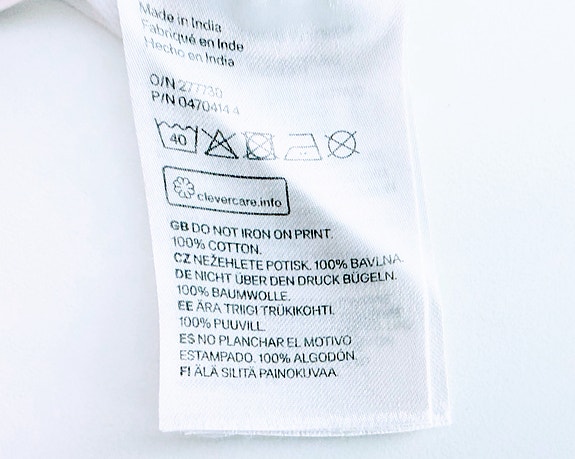 Made in India
Fabriqué en Inde
Hecho en India
O/N 277730
P/N 0470414 4
40
clevercare.info
GB DO NOT IRON ON PRINT.
100% COTTON.
CZ NEŽEHLETE POTISK. 100% BAVLNA.
DE NICHT ÜBER DEN DRUCK BÜGELN.
100% BAUMWOLLE.
EE ÄRA TRIIGI TRÜKIKOHTI.
100% PUUVILL.
ES NO PLANCHAR EL MOTIVO
ESTAMPADO. 100% ALGODÓN.
FI ÄLÄ SILITÄ PAINOKUVAA.